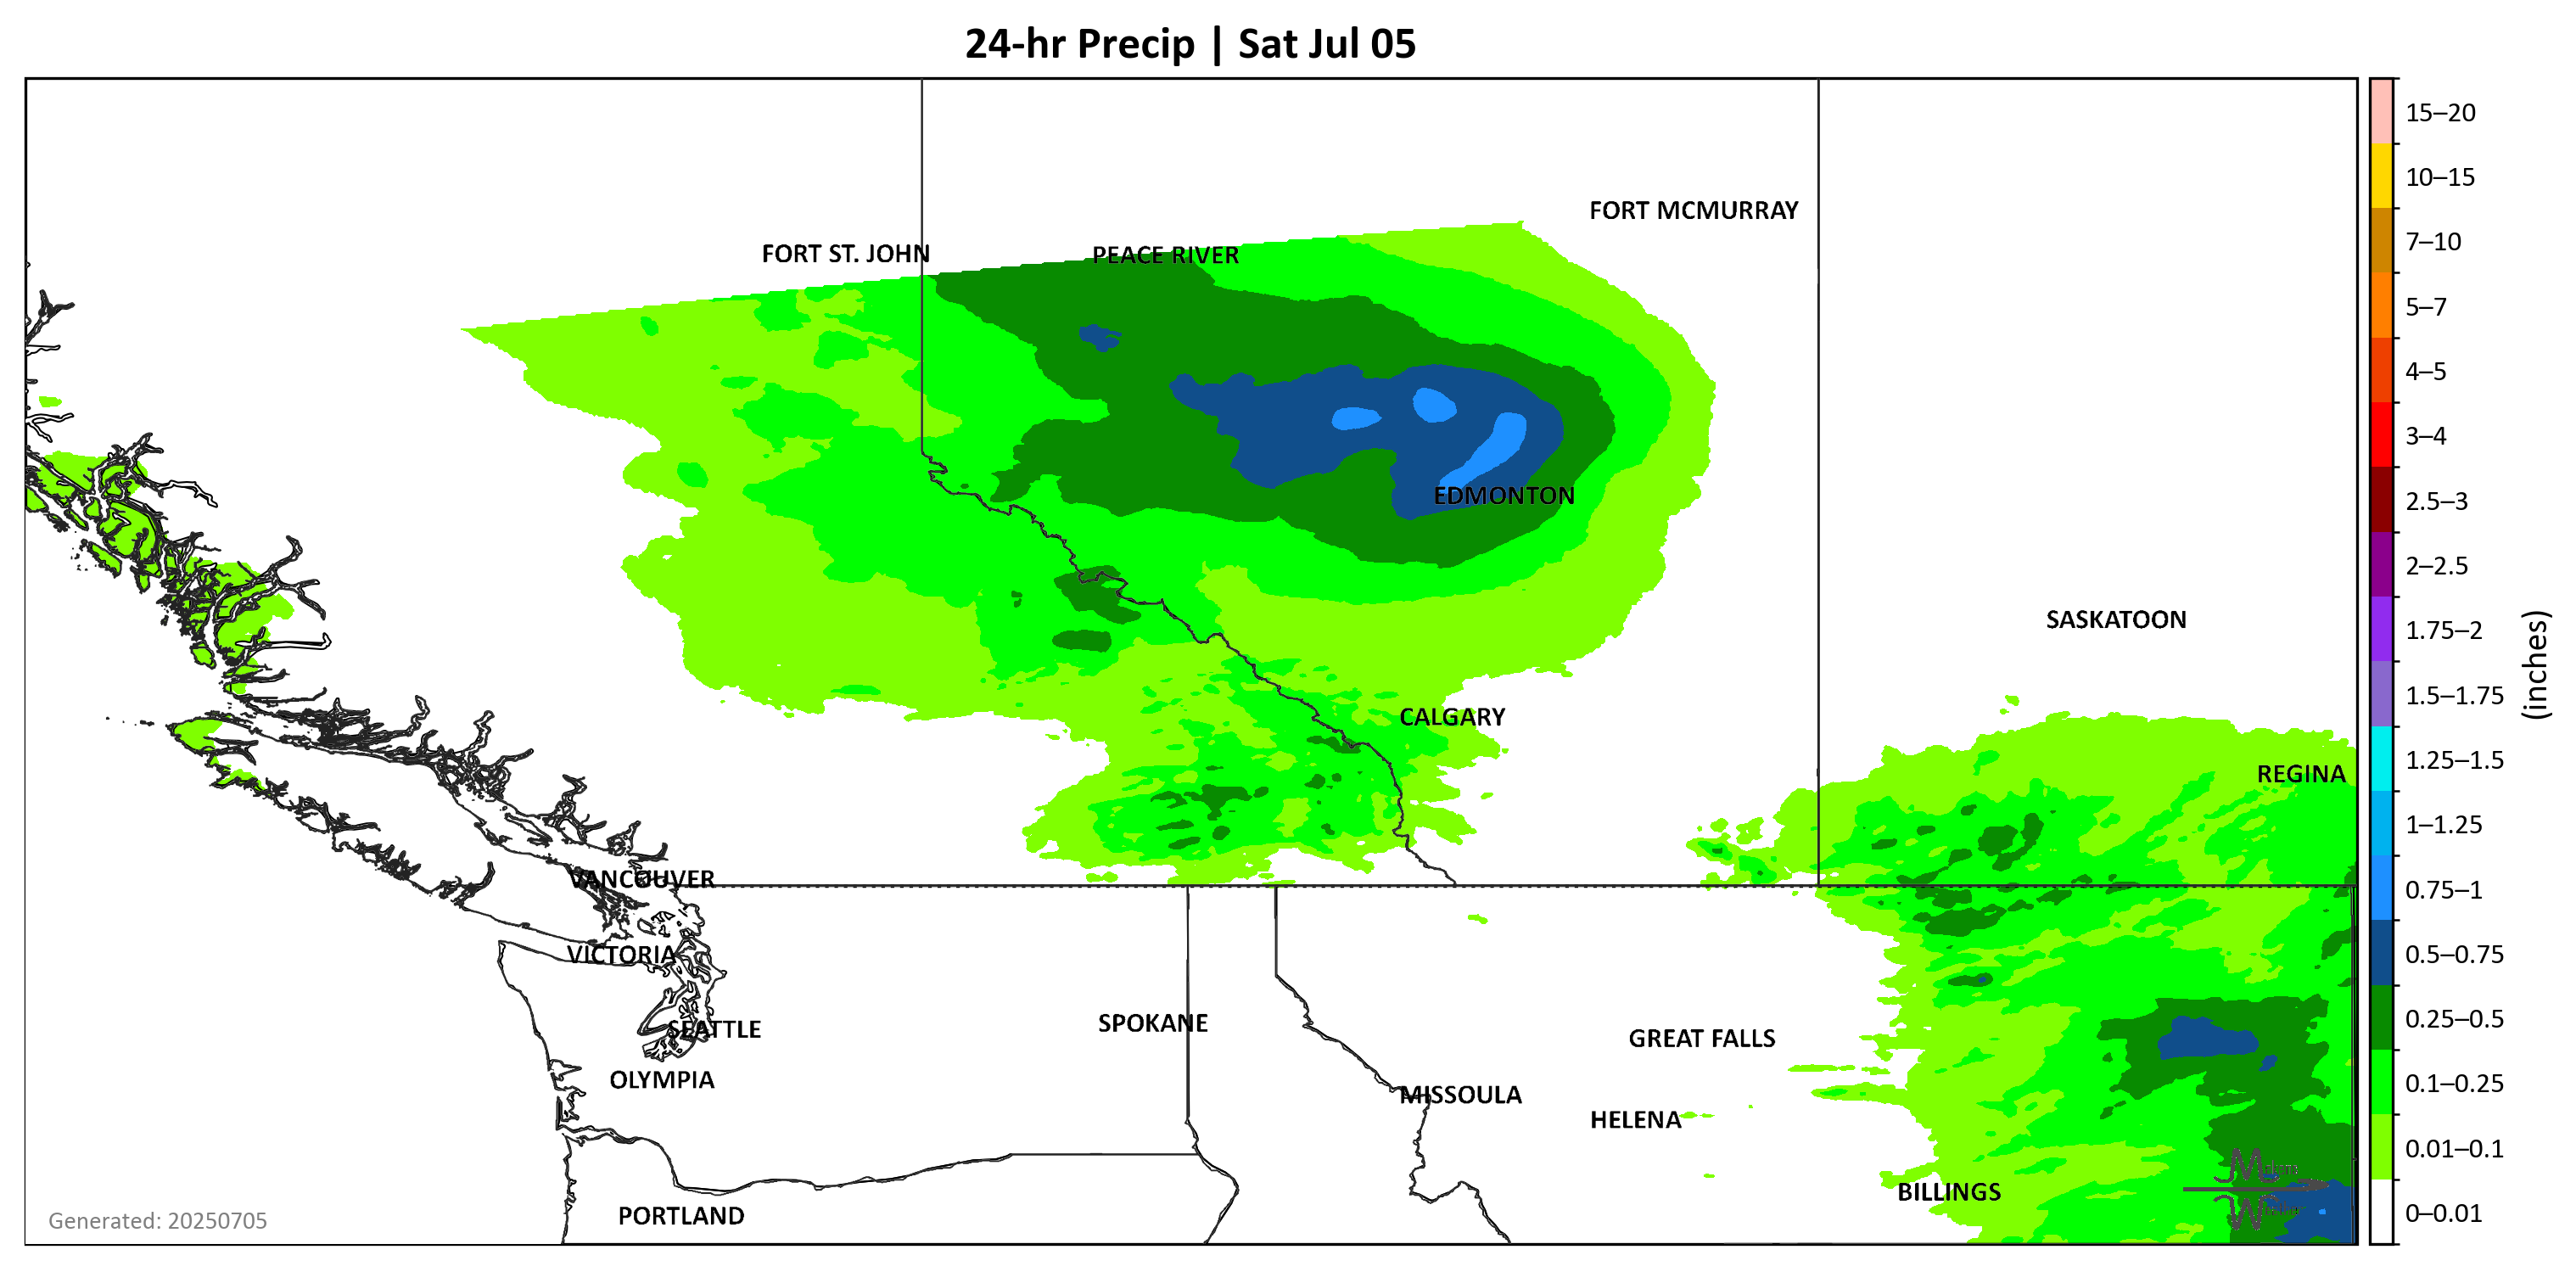 24-hr Precip | Sat Jul 05
FORT MCMURRAY
FORT ST. JOHN
PEACE RIVER
EDMONTON
SASKATOON
CALGARY
REGINA
VANCOUVER
VICTORIA
SPOKANE
SEATTLE
GREAT FALLS
OLYMPIA
MISSOULA
HELENA
BILLINGS
PORTLAND
Generated: 20250705
15–20
10–15
7–10
5–7
4–5
3–4
2.5–3
2–2.5
1.75–2
1.5–1.75
1.25–1.5
1–1.25
0.75–1
0.5–0.75
0.25–0.5
0.1–0.25
0.01–0.1
0–0.01
(inches)